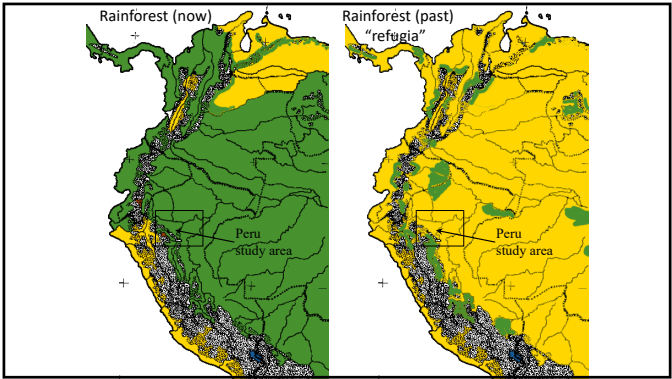 Rainforest (now)
Rainforest (past)
“refugia”
Peru
study area
Peru
study area